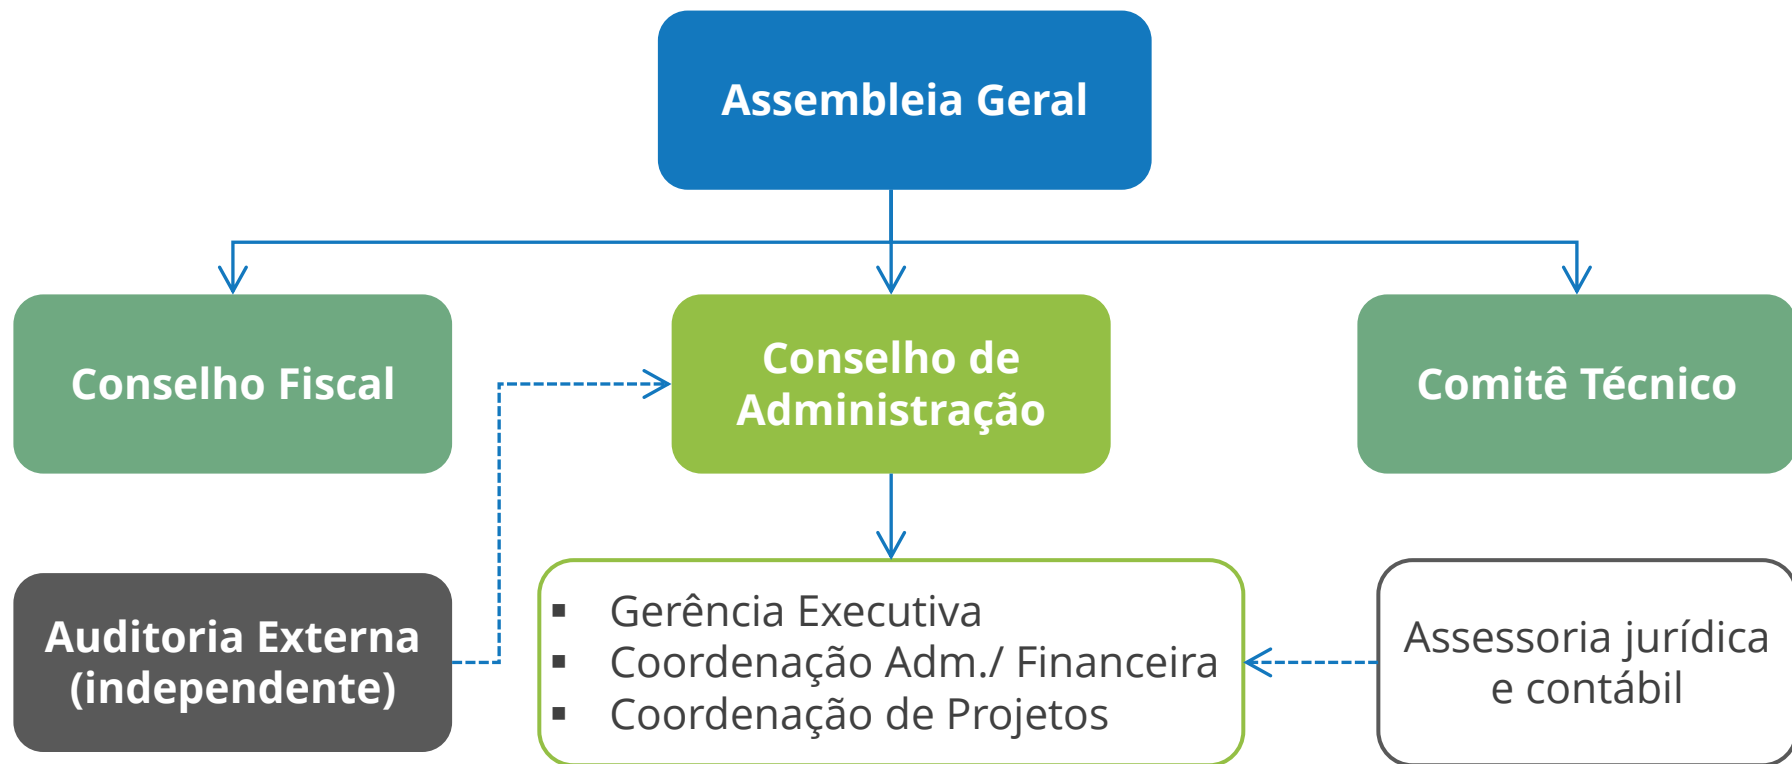 Assembleia Geral
Conselho Fiscal
Conselho de
Administração
Comitê Técnico
Auditoria Externa
(independente)
▪ Gerência Executiva
▪ Coordenação Adm./ Financeira
▪ Coordenação de Projetos
Assessoria jurídica
e contábil